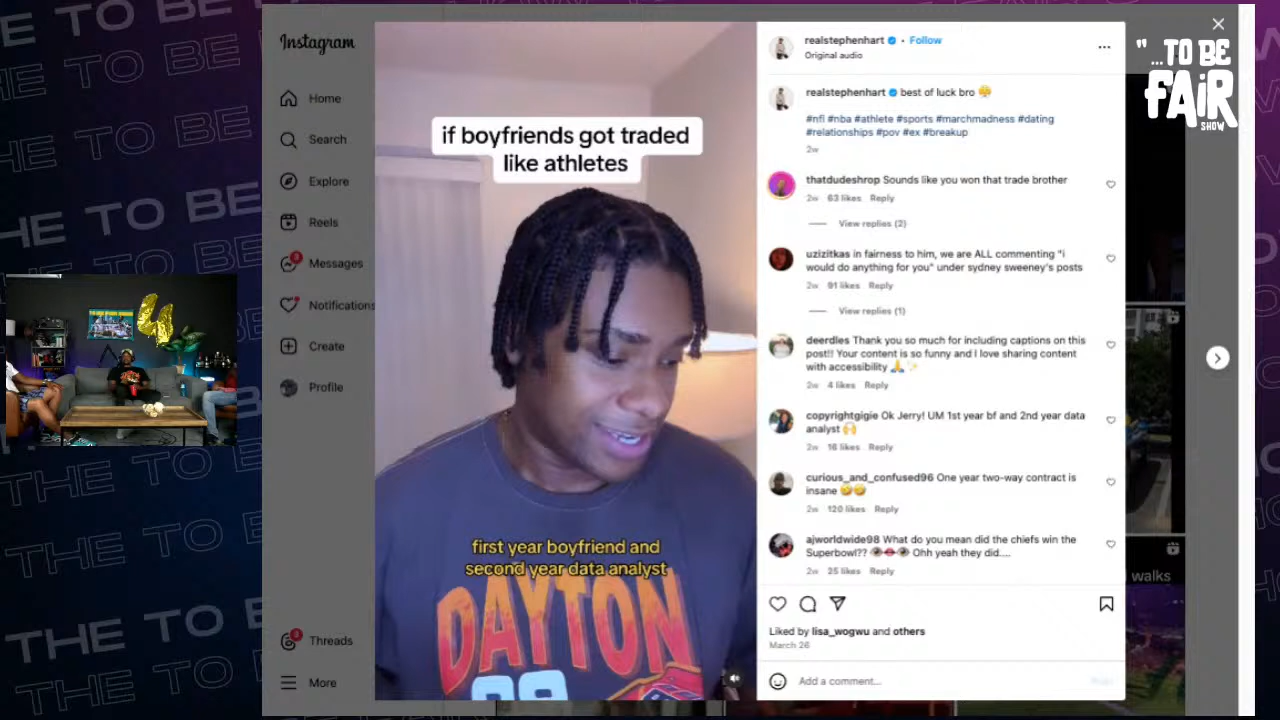 Instagram
Home
Search
Explore
Reels
Messages
Notifications
Create
Profile
Threads
More
if boyfriends got traded
like athletes
first year boyfriend and
second year data analyst
DAYTON
realstephenhart • Follow
Original audio
realstephenhart best of luck bro 😤
#nfl #nba #athlete #sports #marchmadness #dating
#relationships #pov #ex #breakup
2w
thatdudeshrop Sounds like you won that trade brother
2w 63 likes Reply
View replies (2)
uzizitkas in fairness to him, we are ALL commenting "i
would do anything for you" under sydney sweeney's posts
2w 91 likes Reply
View replies (1)
deerdles Thank you so much for including captions on this
post!! Your content is so funny and I love sharing content
with accessibility 🙏✨
2w 4 likes Reply
copyrightgigie Ok Jerry! UM 1st year bf and 2nd year data
analyst 🙌
2w 16 likes Reply
curious_and_confused96 One year two-way contract is
insane 🤣🤣
2w 120 likes Reply
ajworldwide98 What do you mean did the chiefs win the
Superbowl?? 👁️👄👁️ Ohh yeah they did....
2w 25 likes Reply
Liked by lisa_wogwu and others
March 26
Add a comment...
walks
"...TO BE
FAIR
SHOW
THE TO BE
THE TO BE